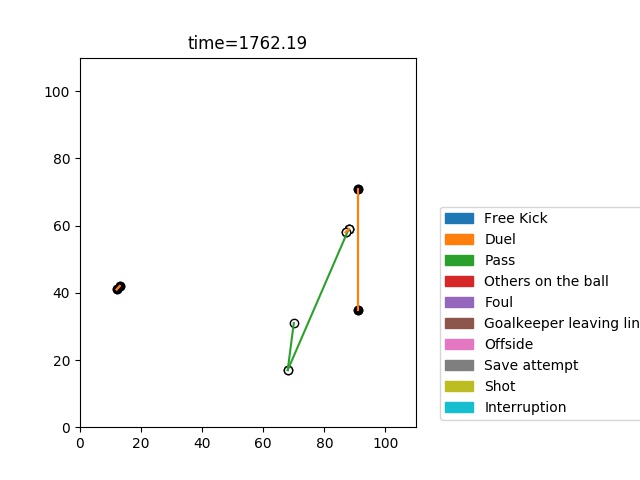 time=1762.19
100
80
60
40
20
0
0 20 40 60 80 100
Free Kick
Duel
Pass
Others on the ball
Foul
Goalkeeper leaving lin
Offside
Save attempt
Shot
Interruption